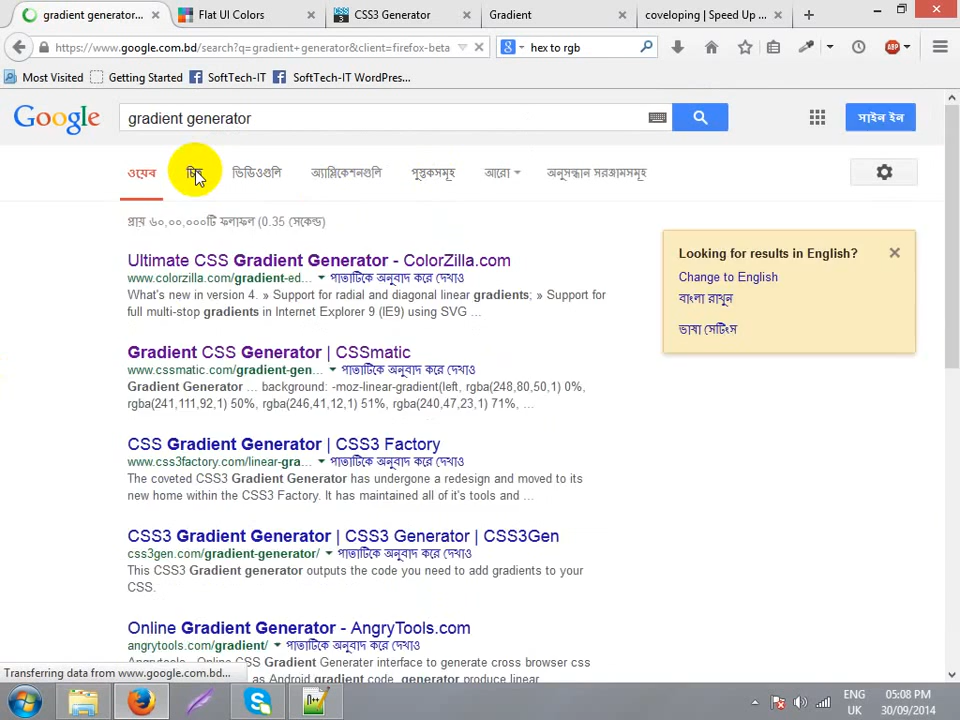 gradient generator...
Flat UI Colors
CSS3 Generator
Gradient
coveloping | Speed Up ...
https://www.google.com.bd/search?q=gradient+generator&client=firefox-beta
hex to rgb
Most Visited
Getting Started
SoftTech-IT
SoftTech-IT WordPres...
Google
gradient generator
সাইন ইন
ওয়েব
চিত্র
ভিডিওগুলি
অ্যাপ্লিকেশনগুলি
পুস্তকসমূহ
আরো
অনুসন্ধান সরঞ্জামসমূহ
প্রায় ৬০,০০,০০০টি ফলাফল (0.35 সেকেন্ড)
Ultimate CSS Gradient Generator - ColorZilla.com
www.colorzilla.com/gradient-ed... পাতাটিকে অনুবাদ করে দেখাও
What's new in version 4. » Support for radial and diagonal linear gradients; » Support for
full multi-stop gradients in Internet Explorer 9 (IE9) using SVG ...
Gradient CSS Generator | CSSmatic
www.cssmatic.com/gradient-gen... পাতাটিকে অনুবাদ করে দেখাও
Gradient Generator ... background: -moz-linear-gradient(left, rgba(248,80,50,1) 0%,
rgba(241,111,92,1) 50%, rgba(246,41,12,1) 51%, rgba(240,47,23,1) 71%, ...
CSS Gradient Generator | CSS3 Factory
www.css3factory.com/linear-gra... পাতাটিকে অনুবাদ করে দেখাও
The coveted CSS3 Gradient Generator has undergone a redesign and moved to its
new home within the CSS3 Factory. It has maintained all of it's tools and ...
CSS3 Gradient Generator | CSS3 Generator | CSS3Gen
css3gen.com/gradient-generator/ পাতাটিকে অনুবাদ করে দেখাও
This CSS3 Gradient generator outputs the code you need to add gradients to your
CSS.
Online Gradient Generator - AngryTools.com
angrytools.com/gradient/ পাতাটিকে অনুবাদ করে দেখাও
Angrytools - Online CSS Gradient Generater interface to generate cross browser css
as Android gradient code, generator produce linear
Looking for results in English?
Change to English
বাংলা রাখুন
ভাষা সেটিংস
Transferring data from www.google.com.bd...
ENG
UK
05:08 PM
30/09/2014